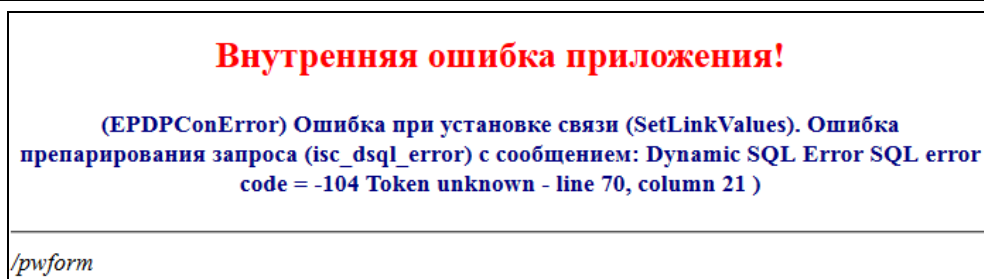 Внутренняя ошибка приложения!
(EPDPConError) Ошибка при установке связи (SetLinkValues). Ошибка
препарирования запроса (isc_dsql_error) с сообщением: Dynamic SQL Error SQL error
code = -104 Token unknown - line 70, column 21 )
/pwform